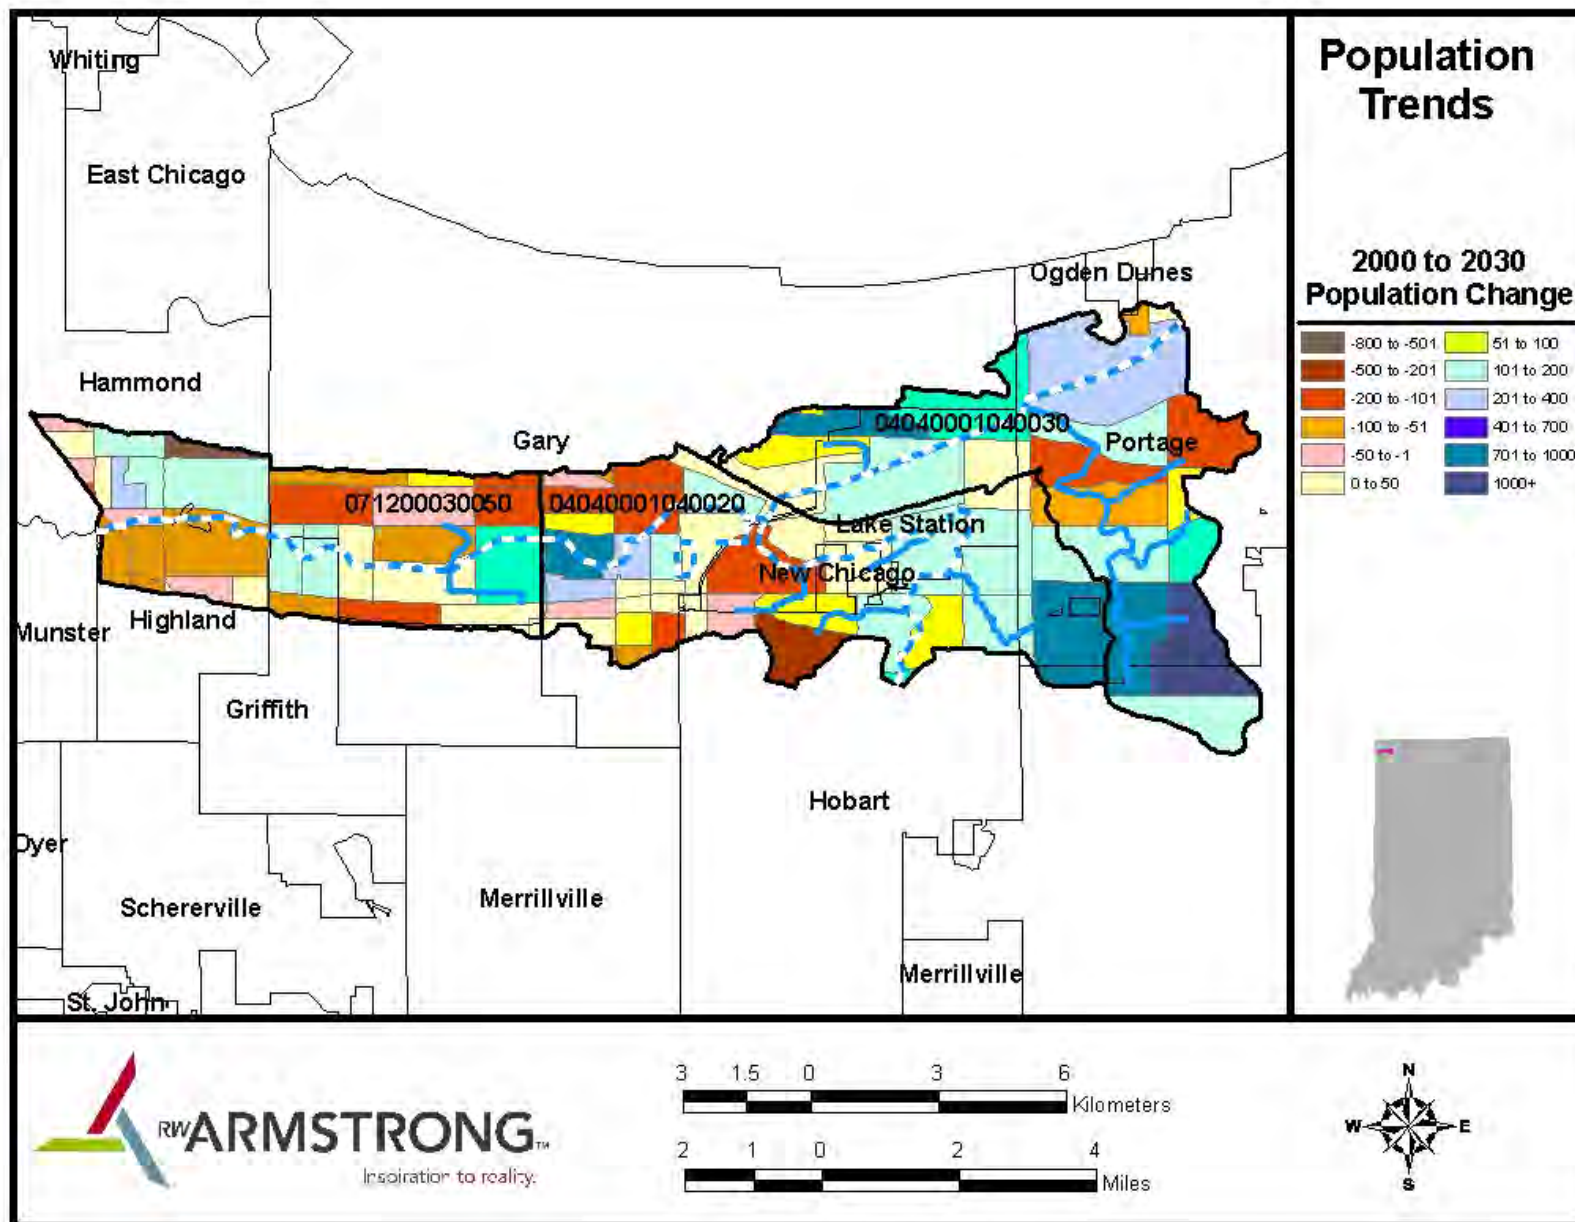 Whiting
East Chicago
Hammond
Gary
Ogden Dunes
Portage
071200030050
040400010​40020
04040001040030
Lake Station
New Chicago
Munster
Highland
Griffith
Hobart
Dyer
Schererville
Merrillville
Merrillville
St. John
Population
Trends
2000 to 2030
Population Change
-800 to -501
-500 to -201
-200 to -101
-100 to -51
-50 to -1
0 to 50
51 to 100
101 to 200
201 to 400
401 to 700
701 to 1000
1000+
RWARMSTRONG™
Inspiration to reality.
3 1.5 0 3 6
Kilometers
2 1 0 2 4
Miles
N
W E
S